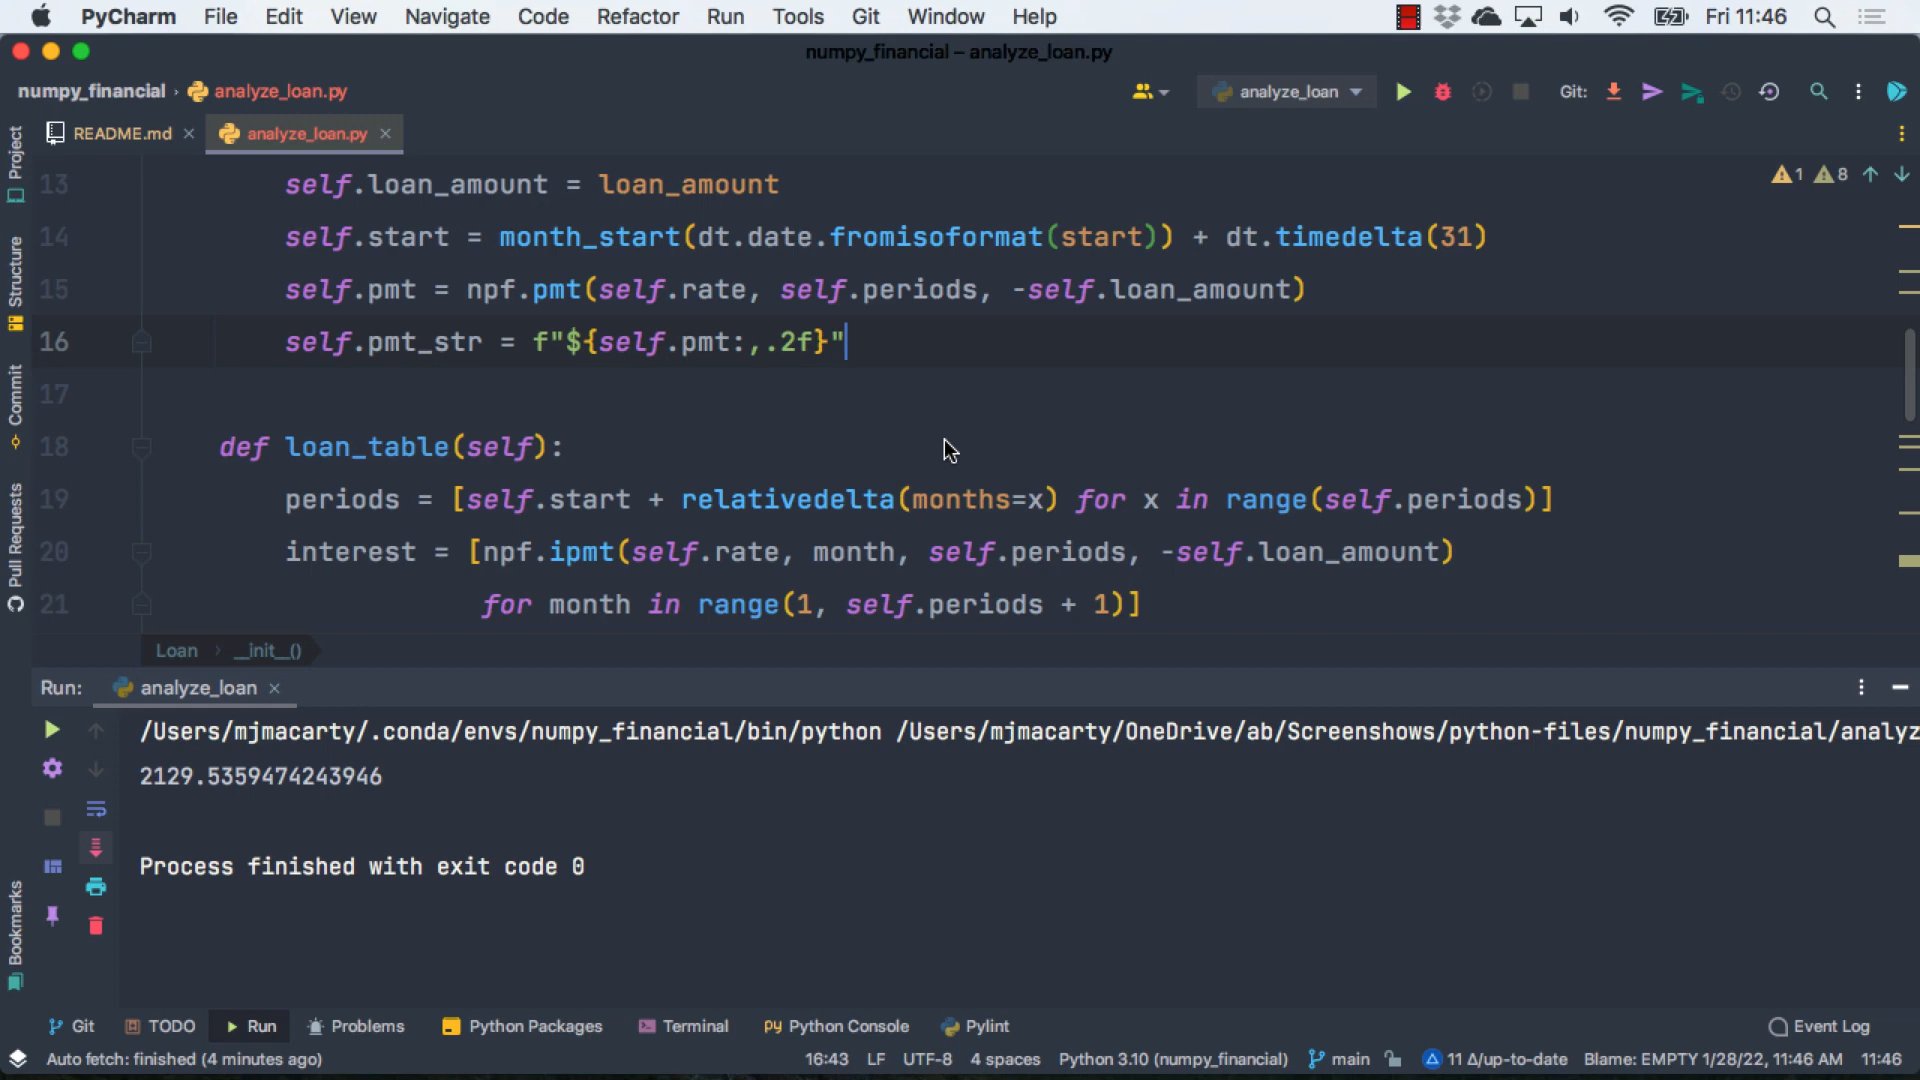 PyCharm File Edit View Navigate Code Refactor Run Tools Git Window Help Fri 11:46
numpy_financial – analyze_loan.py
numpy_financial › analyze_loan.py analyze_loan Git:
README.md analyze_loan.py
Project
Structure
Commit
Pull Requests
Bookmarks
1 8
13 self.loan_amount = loan_amount
14 self.start = month_start(dt.date.fromisoformat(start)) + dt.timedelta(31)
15 self.pmt = npf.pmt(self.rate, self.periods, -self.loan_amount)
16 self.pmt_str = f"${self.pmt:,.2f}"
17
18 def loan_table(self):
19 periods = [self.start + relativedelta(months=x) for x in range(self.periods)]
20 interest = [npf.ipmt(self.rate, month, self.periods, -self.loan_amount)
21 for month in range(1, self.periods + 1)]
Loan › __init__()
Run: analyze_loan
/Users/mjmacarty/.conda/envs/numpy_financial/bin/python /Users/mjmacarty/OneDrive/ab/Screenshows/python-files/numpy_financial/analyz
2129.5359474243946
Process finished with exit code 0
Git TODO Run Problems Python Packages Terminal Python Console Pylint Event Log
Auto fetch: finished (4 minutes ago) 16:43 LF UTF-8 4 spaces Python 3.10 (numpy_financial) main 11 Δ/up-to-date Blame: EMPTY 1/28/22, 11:46 AM 11:46